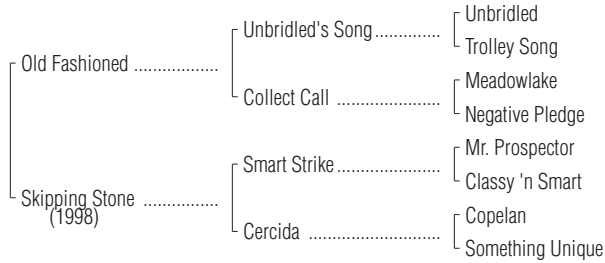 Unbridled
Unbridled's Song..............
Trolley Song
Old Fashioned .................
Meadowlake
Collect Call ......................
Negative Pledge
Mr. Prospector
Smart Strike......................
Classy 'n Smart
Skipping Stone ...............
(1998)
Copelan
Cercida ............................
Something Unique